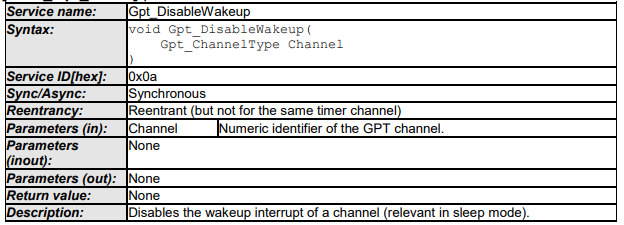 Service name: Gpt_DisableWakeup
Syntax: void Gpt_DisableWakeup(
Gpt_ChannelType Channel
)
Service ID[hex]: 0x0a
Sync/Async: Synchronous
Reentrancy: Reentrant (but not for the same timer channel)
Parameters (in): Channel Numeric identifier of the GPT channel.
Parameters None
(inout):
Parameters (out): None
Return value: None
Description: Disables the wakeup interrupt of a channel (relevant in sleep mode).